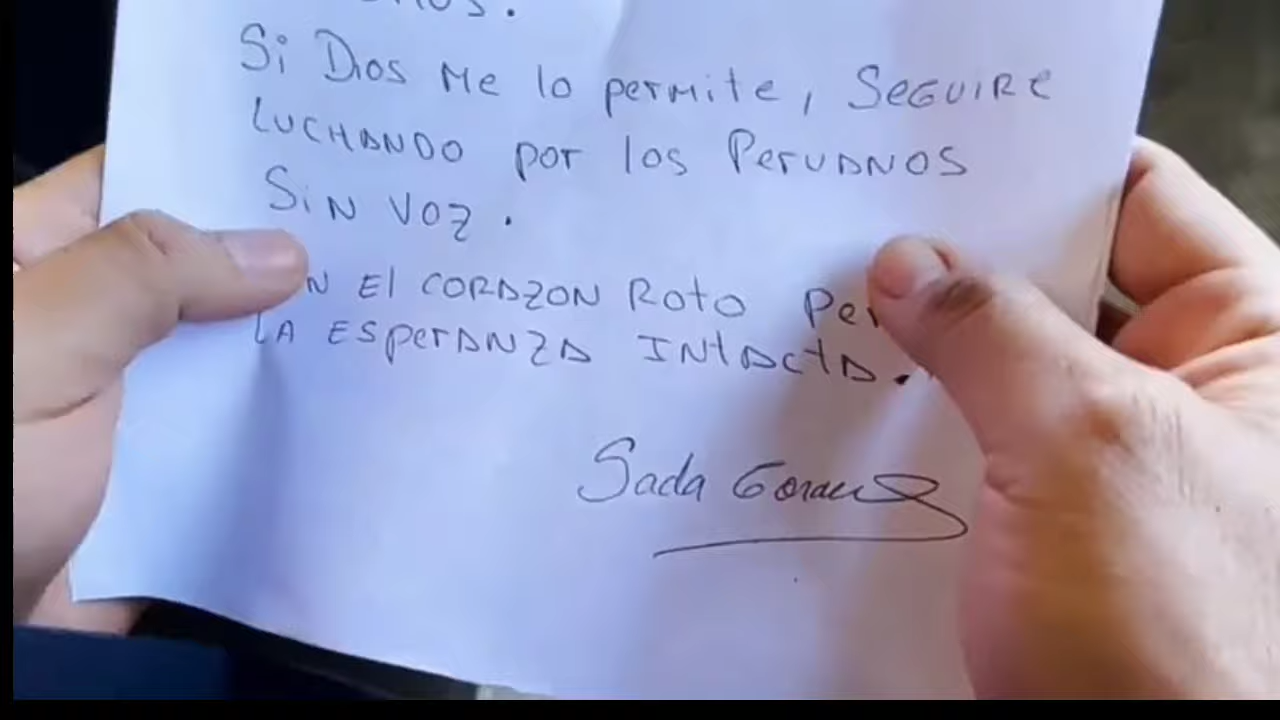 Si Dios me lo permite, seguire
luchando por los peruanos
sin voz.
el corazon roto
la esperanza intacta.
Sada Goray